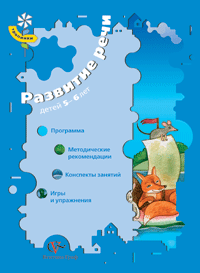 Развитие речи
детей 5-6 лет
Программа
Методические
рекомендации
Конспекты занятий
Игры
и упражнения